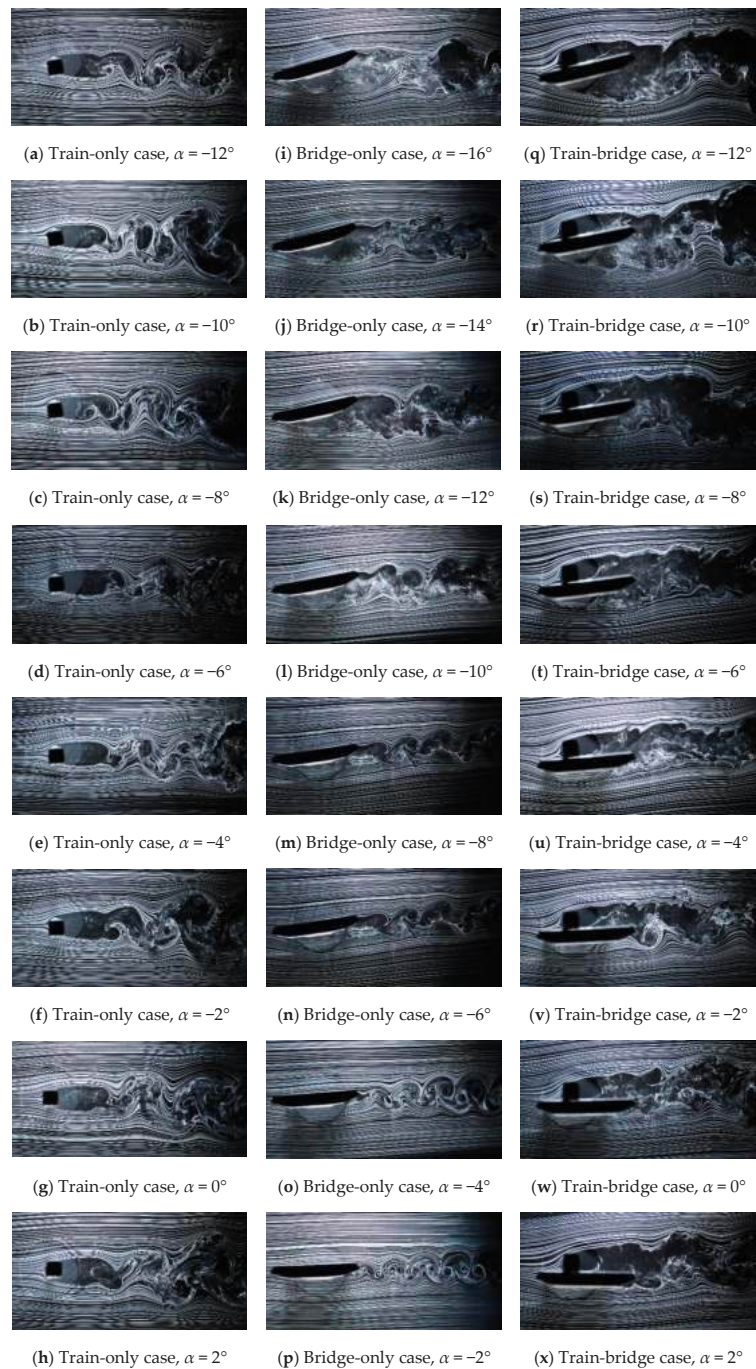 (a) Train-only case, α = −12° (i) Bridge-only case, α = −16° (q) Train-bridge case, α = −12°
(b) Train-only case, α = −10° (j) Bridge-only case, α = −14° (r) Train-bridge case, α = −10°
(c) Train-only case, α = −8° (k) Bridge-only case, α = −12° (s) Train-bridge case, α = −8°
(d) Train-only case, α = −6° (l) Bridge-only case, α = −10° (t) Train-bridge case, α = −6°
(e) Train-only case, α = −4° (m) Bridge-only case, α = −8° (u) Train-bridge case, α = −4°
(f) Train-only case, α = −2° (n) Bridge-only case, α = −6° (v) Train-bridge case, α = −2°
(g) Train-only case, α = 0° (o) Bridge-only case, α = −4° (w) Train-bridge case, α = 0°
(h) Train-only case, α = 2° (p) Bridge-only case, α = −2° (x) Train-bridge case, α = 2°